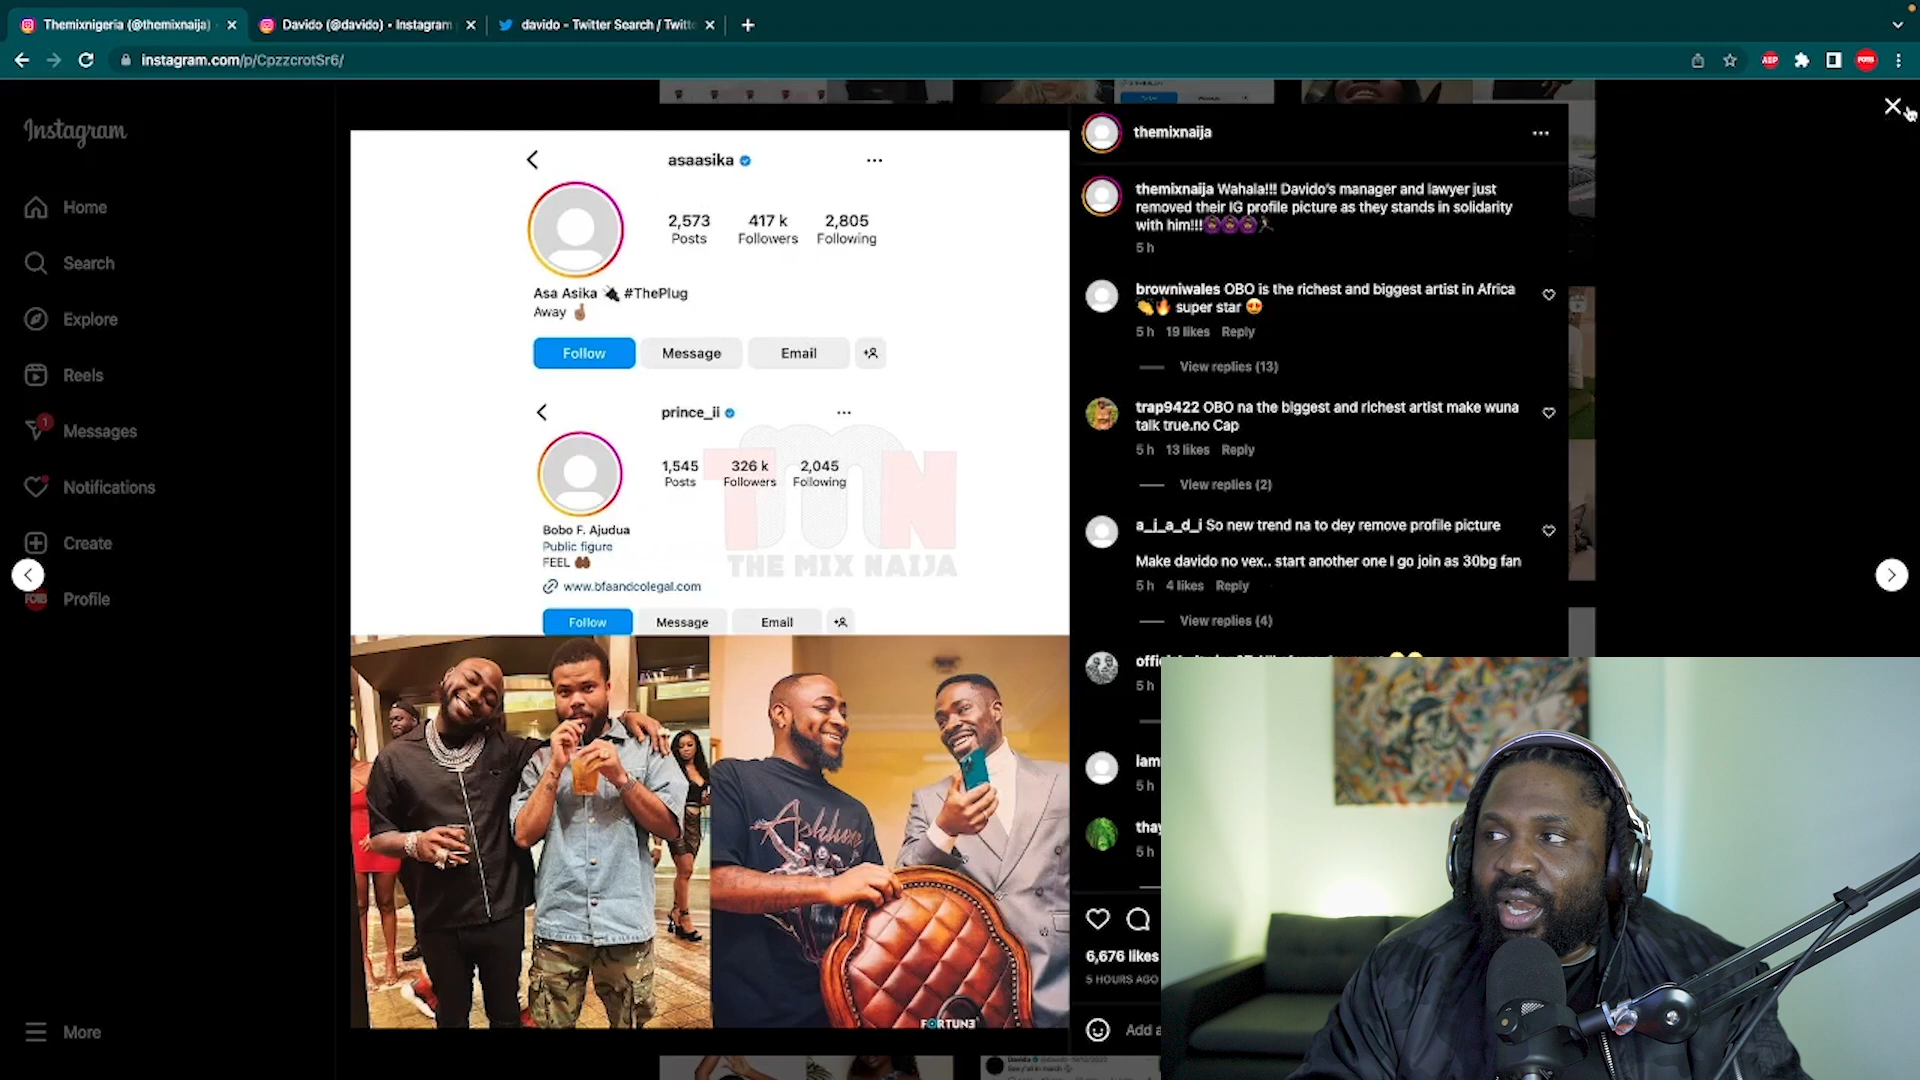 Themixnigeria (@themixnaija)
Davido (@davido) • Instagram
davido - Twitter Search / Twitte
instagram.com/p/CpzzcrotSr6/
ABP
Instagram
Home
Search
Explore
Reels
1
Messages
Notifications
Create
Profile
More
asaasika
2,573
417 k
2,805
Posts
Followers
Following
Asa Asika 🔌 #ThePlug
Away 🤞🏾
Follow
Message
Email
prince_ii
1,545
326 k
2,045
Posts
Followers
Following
Bobo F. Ajudua
Public figure
FEEL 🤲🏿
www.bfaandcolegal.com
Follow
Message
Email
TMN
THE MIX NAIJA
FORTUNE
themixnaija
themixnaija Wahala!!! Davido's manager and lawyer just
removed their IG profile picture as they stands in solidarity
with him!!!
5 h
browniwales OBO is the richest and biggest artist in Africa
👏🔥 super star 😍
5 h 19 likes Reply
View replies (13)
trap9422 OBO na the biggest and richest artist make wuna
talk true.no Cap
5 h 13 likes Reply
View replies (2)
a_j_a_d_i So new trend na to dey remove profile picture
Make davido no vex.. start another one I go join as 30bg fan
5 h 4 likes Reply
View replies (4)
5 h
iam
5 h
thay
5 h
6,676 likes
5 HOURS AGO
Add a